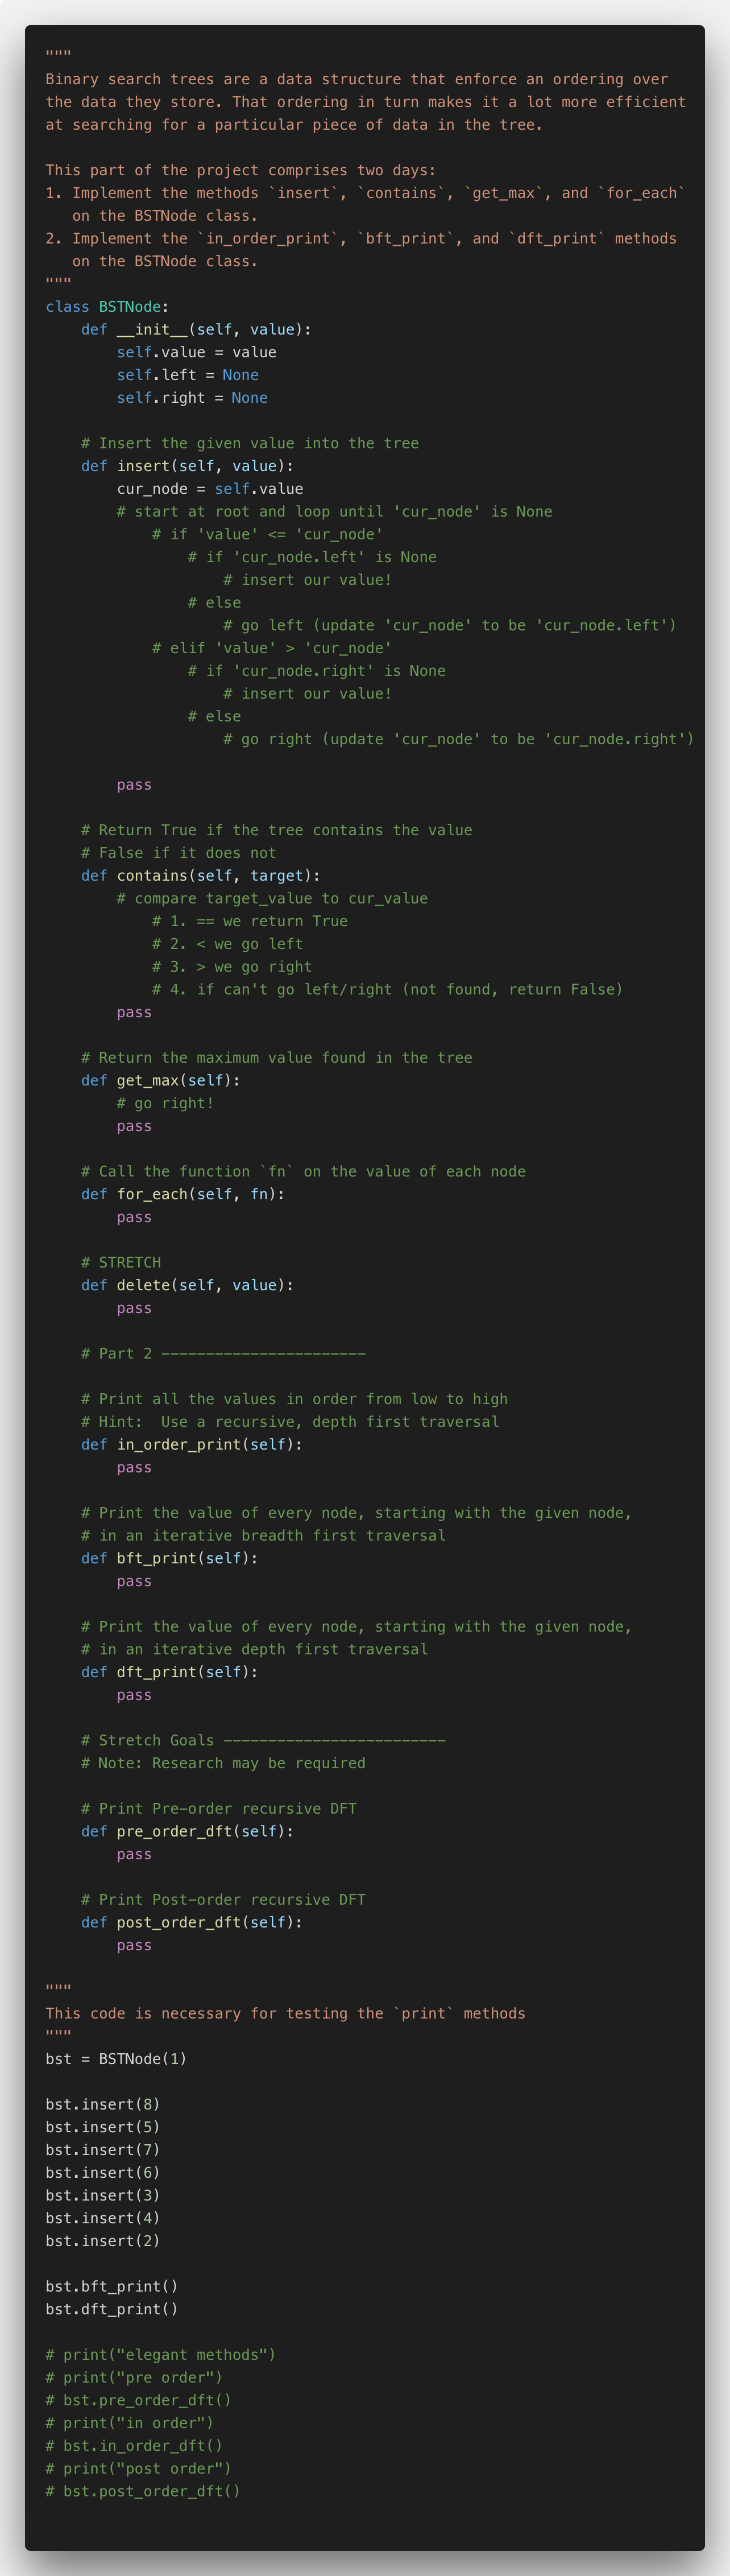 """
Binary search trees are a data structure that enforce an ordering over
the data they store. That ordering in turn makes it a lot more efficient
at searching for a particular piece of data in the tree.

This part of the project comprises two days:
1. Implement the methods `insert`, `contains`, `get_max`, and `for_each`
   on the BSTNode class.
2. Implement the `in_order_print`, `bft_print`, and `dft_print` methods
   on the BSTNode class.
"""
class BSTNode:
    def __init__(self, value):
        self.value = value
        self.left = None
        self.right = None

    # Insert the given value into the tree
    def insert(self, value):
        cur_node = self.value
        # start at root and loop until 'cur_node' is None
            # if 'value' <= 'cur_node'
                # if 'cur_node.left' is None
                    # insert our value!
                # else
                    # go left (update 'cur_node' to be 'cur_node.left')
            # elif 'value' > 'cur_node'
                # if 'cur_node.right' is None
                    # insert our value!
                # else
                    # go right (update 'cur_node' to be 'cur_node.right')

        pass

    # Return True if the tree contains the value
    # False if it does not
    def contains(self, target):
        # compare target_value to cur_value
            # 1. == we return True
            # 2. < we go left
            # 3. > we go right
            # 4. if can't go left/right (not found, return False)
        pass

    # Return the maximum value found in the tree
    def get_max(self):
        # go right!
        pass

    # Call the function `fn` on the value of each node
    def for_each(self, fn):
        pass

    # STRETCH
    def delete(self, value):
        pass

    # Part 2 -----------------------

    # Print all the values in order from low to high
    # Hint:  Use a recursive, depth first traversal
    def in_order_print(self):
        pass

    # Print the value of every node, starting with the given node,
    # in an iterative breadth first traversal
    def bft_print(self):
        pass

    # Print the value of every node, starting with the given node,
    # in an iterative depth first traversal
    def dft_print(self):
        pass

    # Stretch Goals -------------------------
    # Note: Research may be required

    # Print Pre-order recursive DFT
    def pre_order_dft(self):
        pass

    # Print Post-order recursive DFT
    def post_order_dft(self):
        pass

"""
This code is necessary for testing the `print` methods
"""
bst = BSTNode(1)

bst.insert(8)
bst.insert(5)
bst.insert(7)
bst.insert(6)
bst.insert(3)
bst.insert(4)
bst.insert(2)

bst.bft_print()
bst.dft_print()

# print("elegant methods")
# print("pre order")
# bst.pre_order_dft()
# print("in order")
# bst.in_order_dft()
# print("post order")
# bst.post_order_dft()